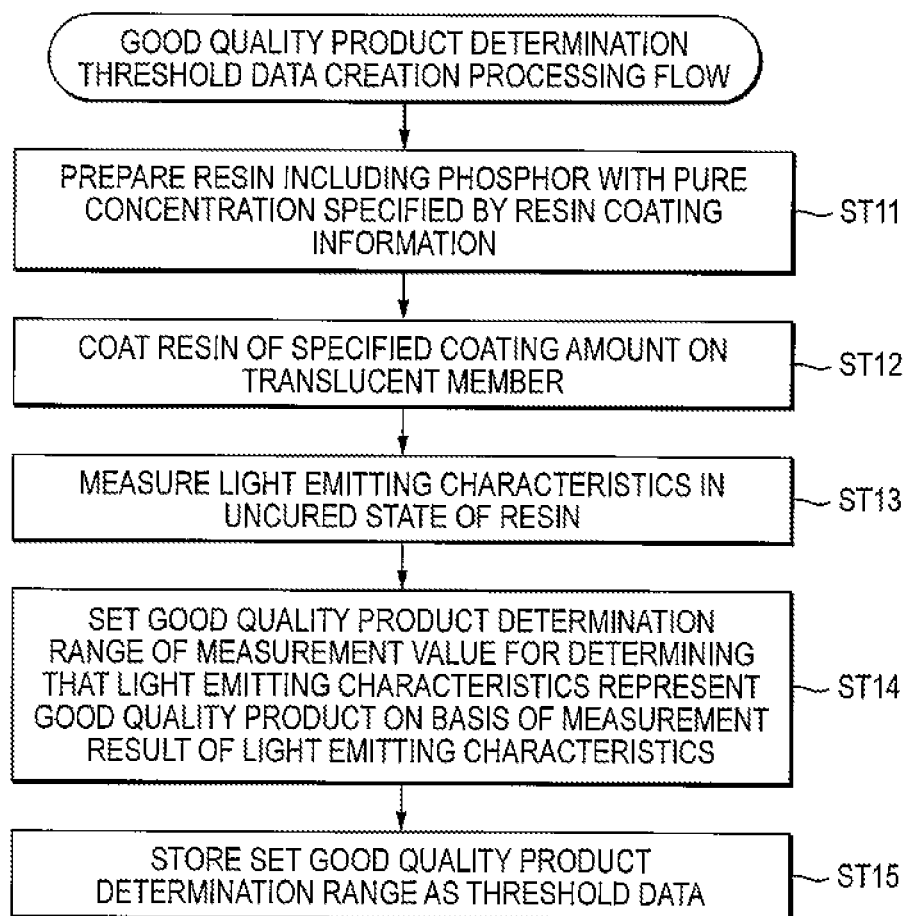 GOOD QUALITY PRODUCT DETERMINATION
THRESHOLD DATA CREATION PROCESSING FLOW
PREPARE RESIN INCLUDING PHOSPHOR WITH PURE
CONCENTRATION SPECIFIED BY RESIN COATING
INFORMATION
ST11
COAT RESIN OF SPECIFIED COATING AMOUNT ON
TRANSLUCENT MEMBER
ST12
MEASURE LIGHT EMITTING CHARACTERISTICS IN
UNCURED STATE OF RESIN
ST13
SET GOOD QUALITY PRODUCT DETERMINATION
RANGE OF MEASUREMENT VALUE FOR DETERMINING
THAT LIGHT EMITTING CHARACTERISTICS REPRESENT
GOOD QUALITY PRODUCT ON BASIS OF MEASUREMENT
RESULT OF LIGHT EMITTING CHARACTERISTICS
ST14
STORE SET GOOD QUALITY PRODUCT
DETERMINATION RANGE AS THRESHOLD DATA
ST15